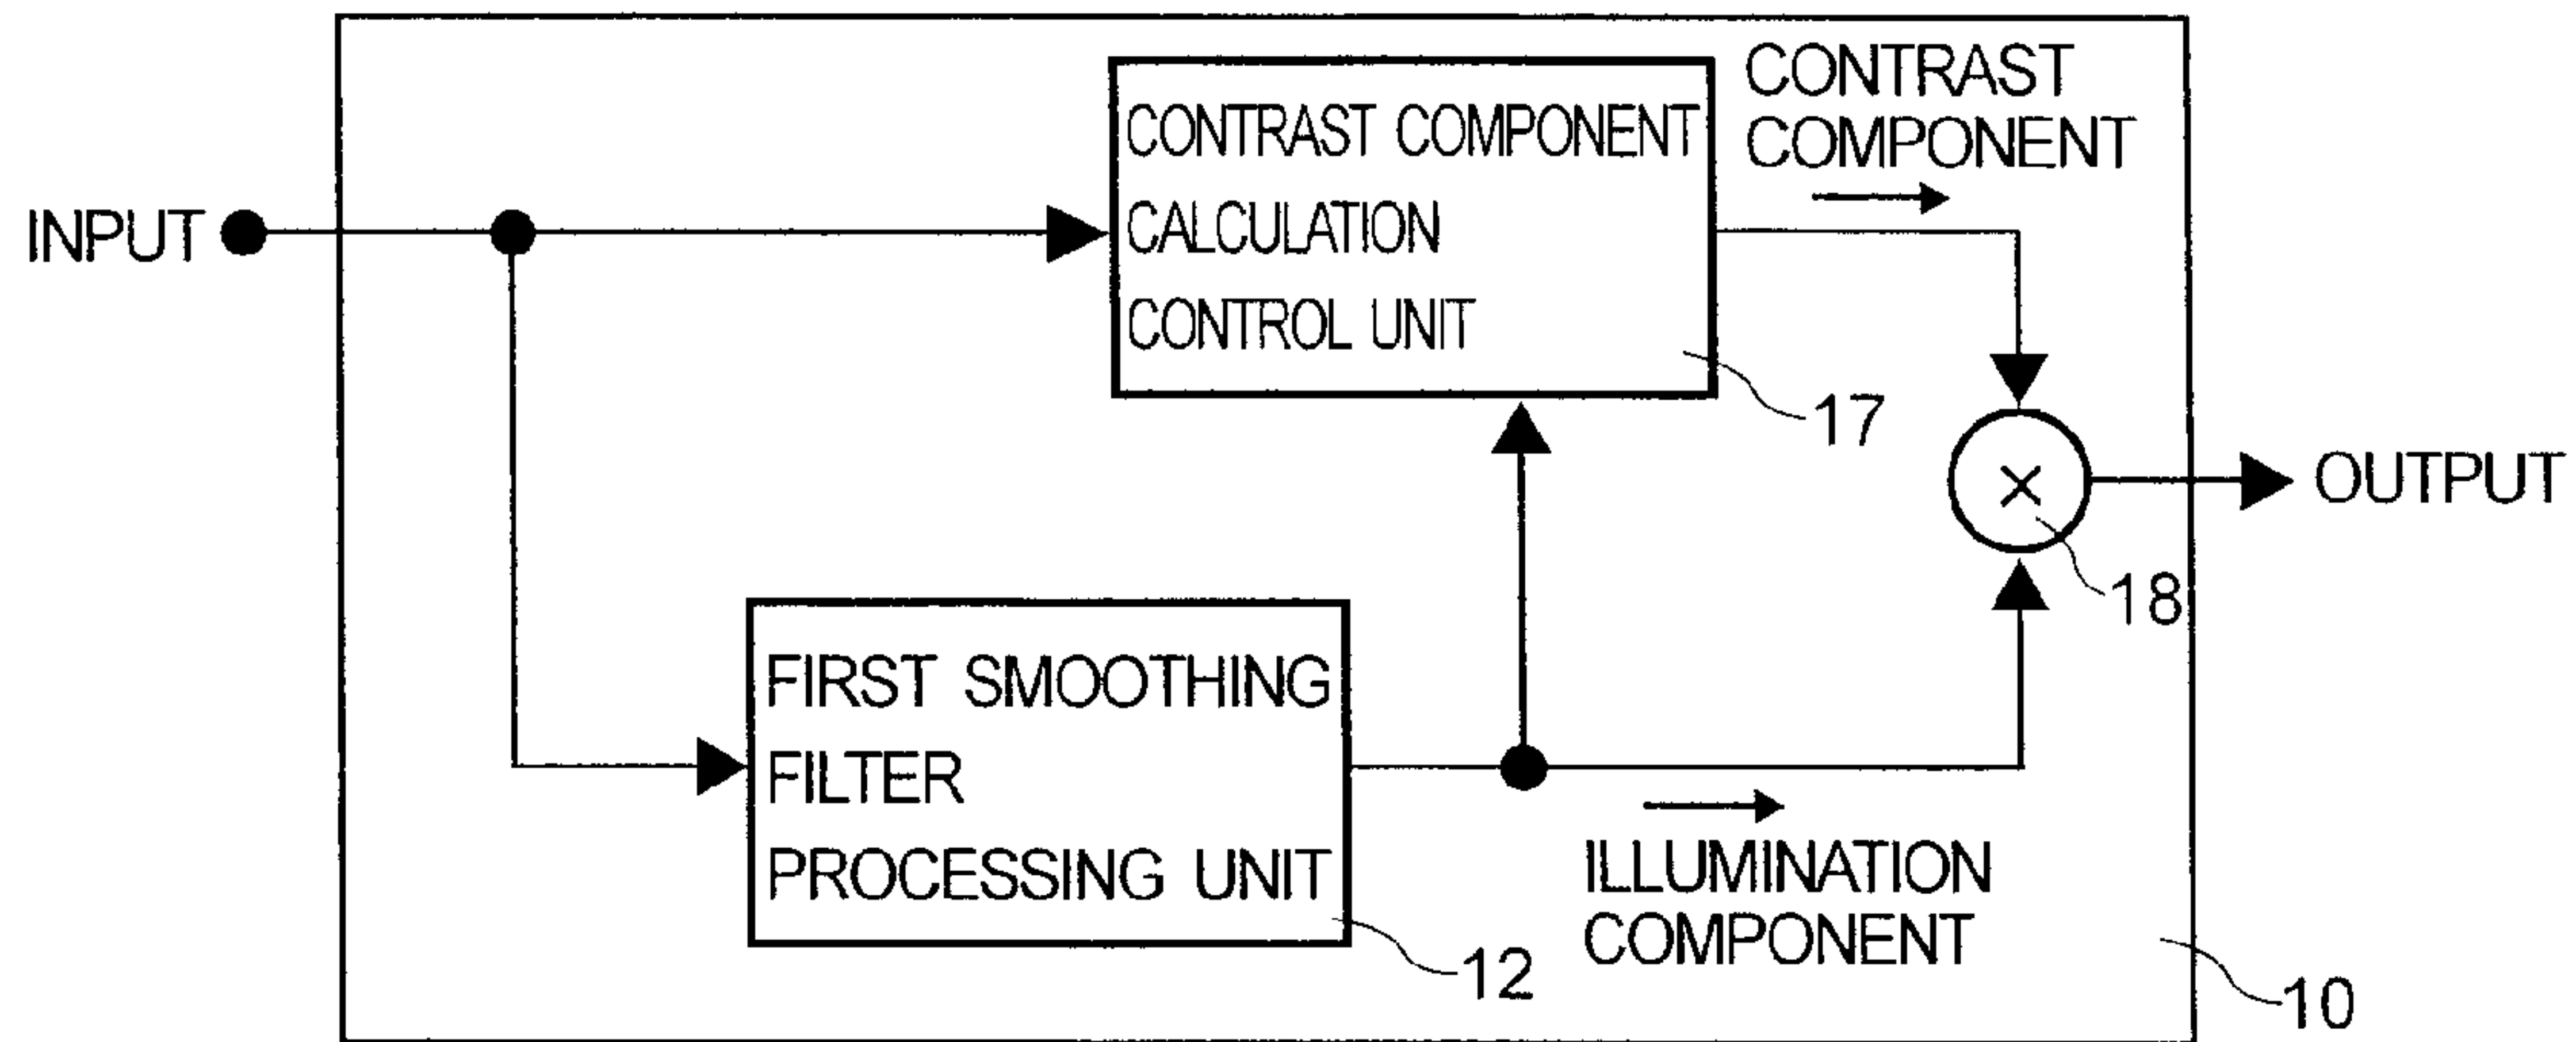 CONTRAST
COMPONENT
CONTRAST COMPONENT
CALCULATION
CONTROL UNIT
INPUT
17
×
OUTPUT
18
FIRST SMOOTHING
FILTER
PROCESSING UNIT
ILLUMINATION
COMPONENT
12
10